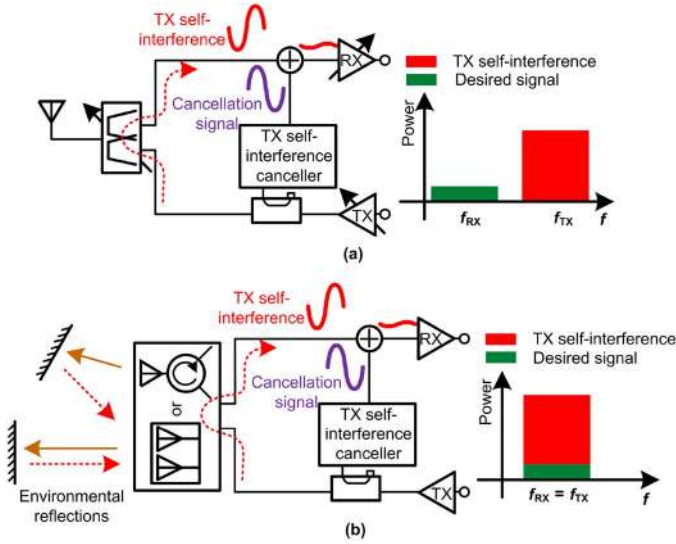 TX self-
interference
RX
Cancellation
signal
TX self-
interference
canceller
TX
TX self-interference
Desired signal
Power
fRX
fTX
f
(a)
TX self-
interference
RX
Cancellation
signal
or
TX self-
interference
canceller
TX
Environmental
reflections
TX self-interference
Desired signal
Power
fRX = fTX
f
(b)